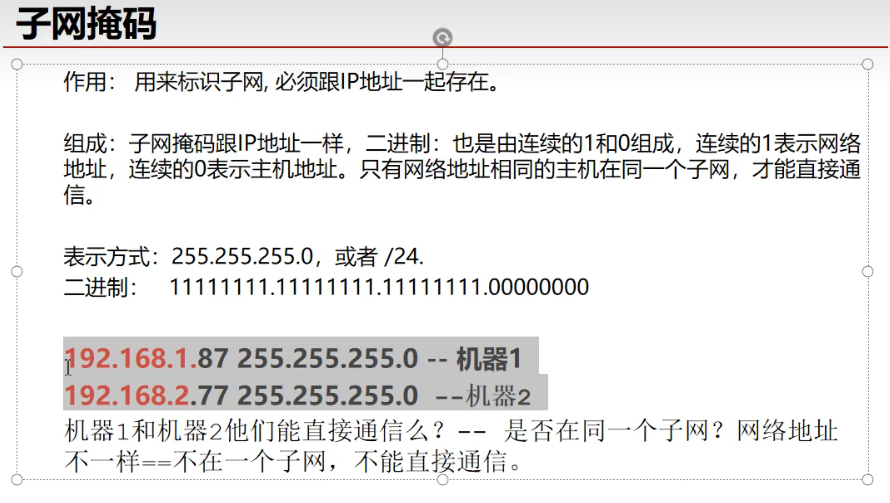 子网掩码
作用： 用来标识子网, 必须跟IP地址一起存在。
组成：子网掩码跟IP地址一样，二进制：也是由连续的1和0组成，连续的1表示网络
地址，连续的0表示主机地址。只有网络地址相同的主机在同一个子网，才能直接通
信。
表示方式：255.255.255.0，或者 /24.
二进制： 11111111.11111111.11111111.00000000
192.168.1.87 255.255.255.0 -- 机器1
192.168.2.77 255.255.255.0 --机器2
机器1和机器2他们能直接通信么？-- 是否在同一个子网？网络地址
不一样==不在一个子网，不能直接通信。